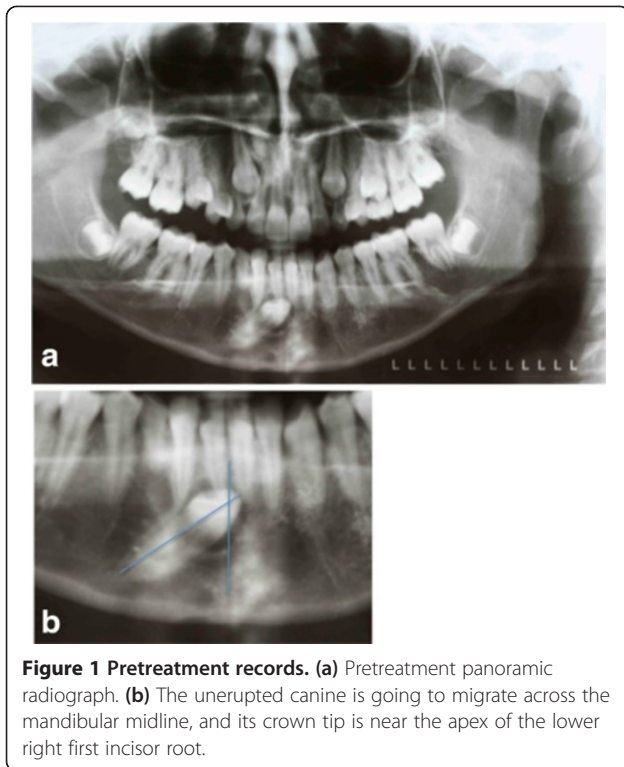 a
L L L L L L L L L L L L L
b
Figure 1 Pretreatment records. (a) Pretreatment panoramic
radiograph. (b) The unerupted canine is going to migrate across the
mandibular midline, and its crown tip is near the apex of the lower
right first incisor root.